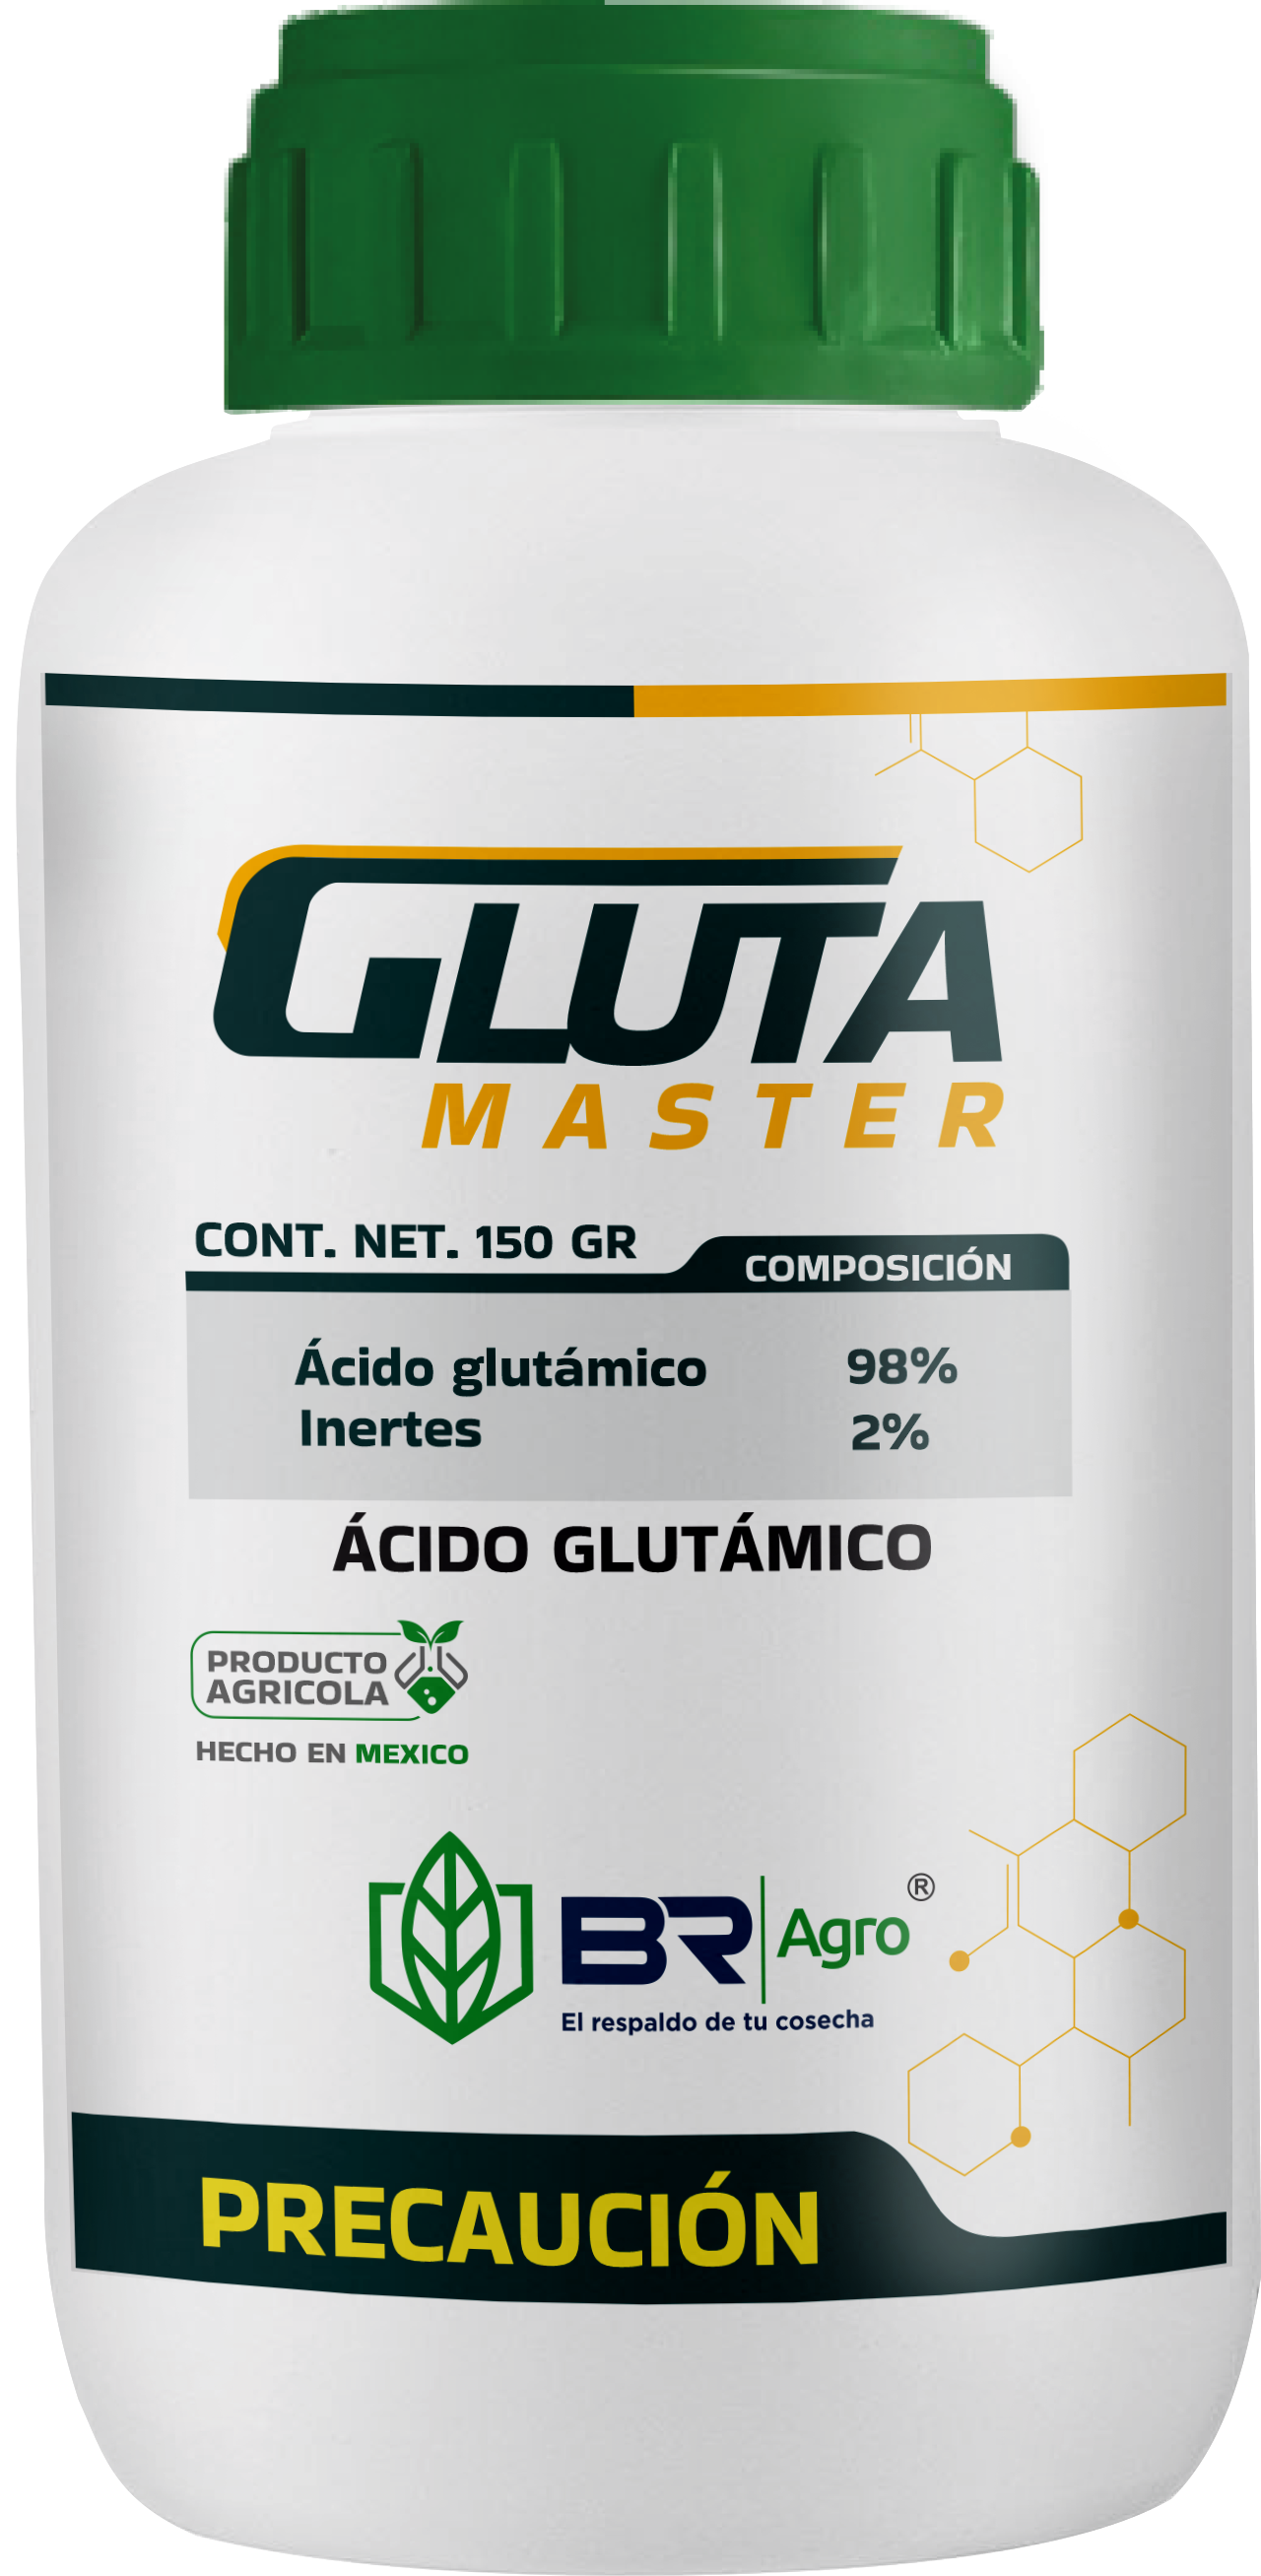 GLUTA
MASTER
CONT. NET. 150 GR
COMPOSICIÓN
Ácido glutámico 98%
Inertes 2%
ÁCIDO GLUTÁMICO
PRODUCTO
AGRICOLA
HECHO EN MEXICO
BR Agro ®
El respaldo de tu cosecha
PRECAUCIÓN